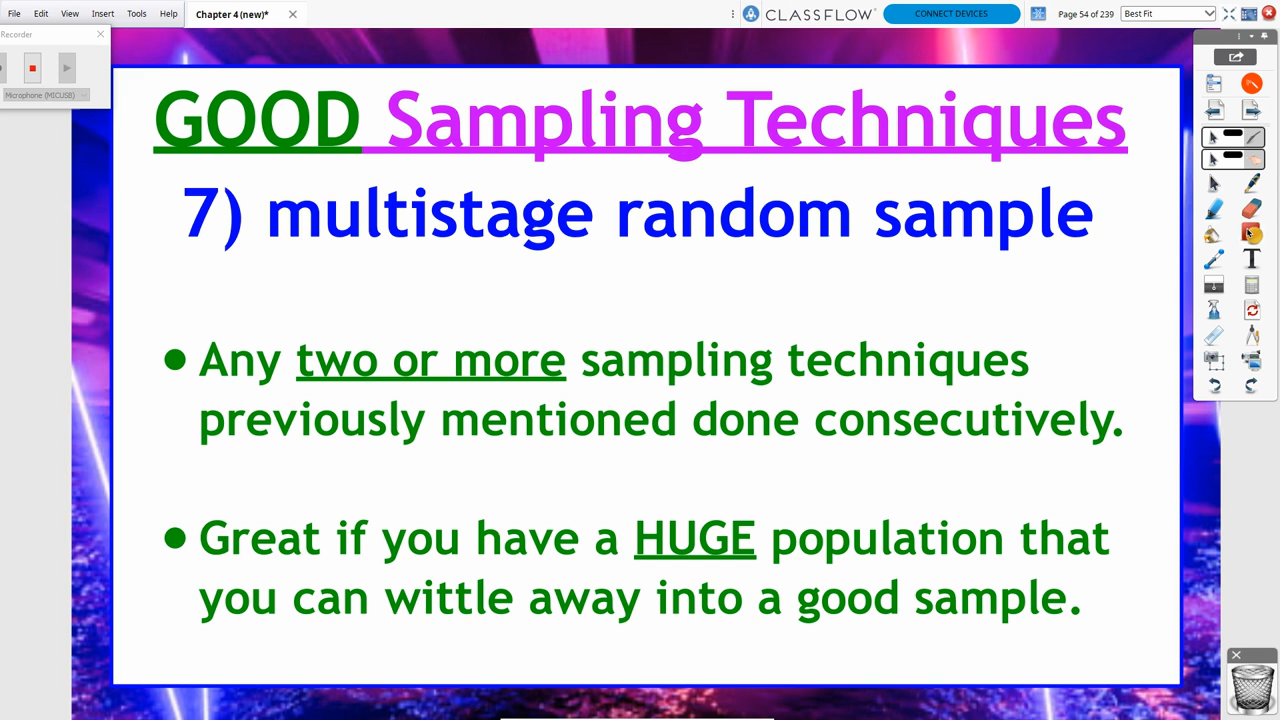 File Edit View Insert Tools Help Chapter 4(new)* CLASSFLOW CONNECT DEVICES Page 54 of 239 Best Fit
Recorder
Microphone (MICUSB)
GOOD Sampling Techniques
7) multistage random sample
• Any two or more sampling techniques
previously mentioned done consecutively.
• Great if you have a HUGE population that
you can wittle away into a good sample.